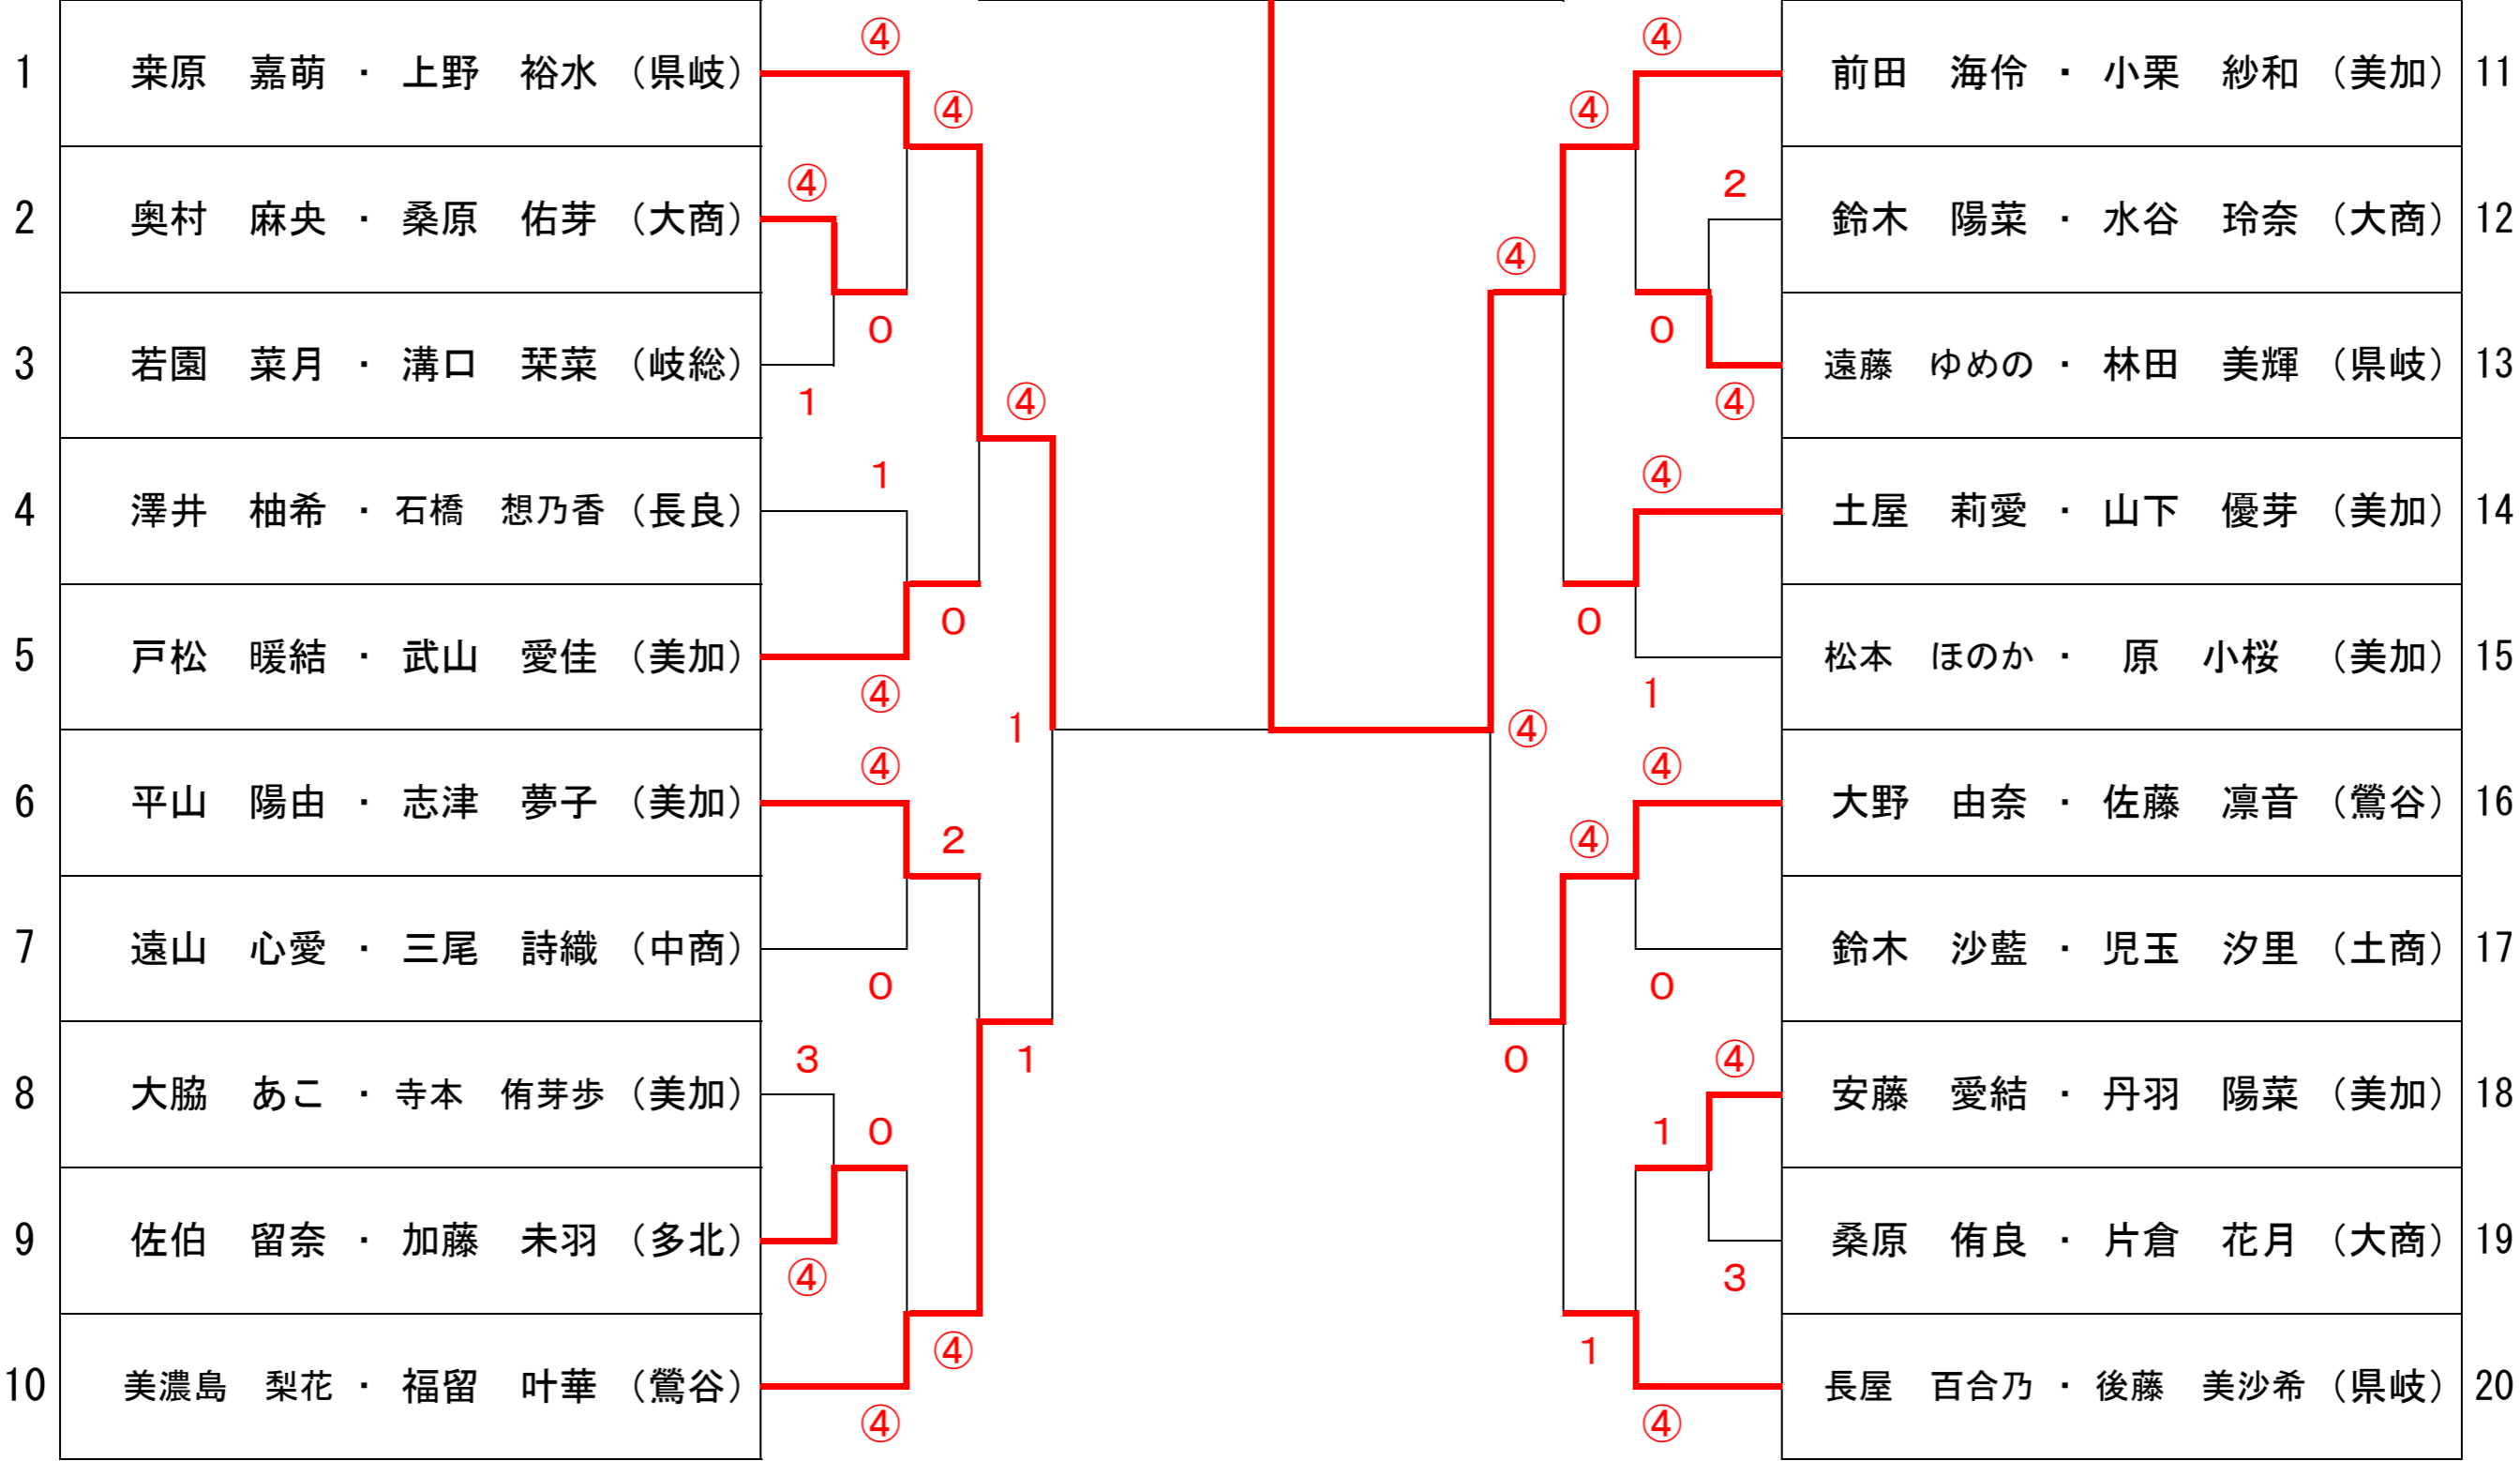 1 桒原 嘉萌 ・ 上野 裕水 （県岐） ④ ④ 前田 海伶 ・ 小栗 紗和 （美加） 11
④ ④
2 奥村 麻央 ・ 桑原 佑芽 （大商） ④ 2 鈴木 陽菜 ・ 水谷 玲奈 （大商） 12
④
0 0
3 若園 菜月 ・ 溝口 栞菜 （岐総） 1 ④ 遠藤 ゆめの ・ 林田 美輝 （県岐） 13
④
1 ④
4 澤井 柚希 ・ 石橋 想乃香 （長良） 土屋 莉愛 ・ 山下 優芽 （美加） 14
0 0
5 戸松 暖結 ・ 武山 愛佳 （美加） ④ 1 松本 ほのか ・ 原 小桜 （美加） 15
1 ④
④ ④
6 平山 陽由 ・ 志津 夢子 （美加） 大野 由奈 ・ 佐藤 凛音 （鶯谷） 16
2 ④
7 遠山 心愛 ・ 三尾 詩織 （中商） 0 0 鈴木 沙藍 ・ 児玉 汐里 （土商） 17
3 1 0 ④
8 大脇 あこ ・ 寺本 侑芽歩 （美加） 安藤 愛結 ・ 丹羽 陽菜 （美加） 18
0 1
9 佐伯 留奈 ・ 加藤 未羽 （多北） ④ 3 桑原 侑良 ・ 片倉 花月 （大商） 19
④ 1
10 美濃島 梨花 ・ 福留 叶華 （鶯谷） ④ ④ 長屋 百合乃 ・ 後藤 美沙希 （県岐） 20